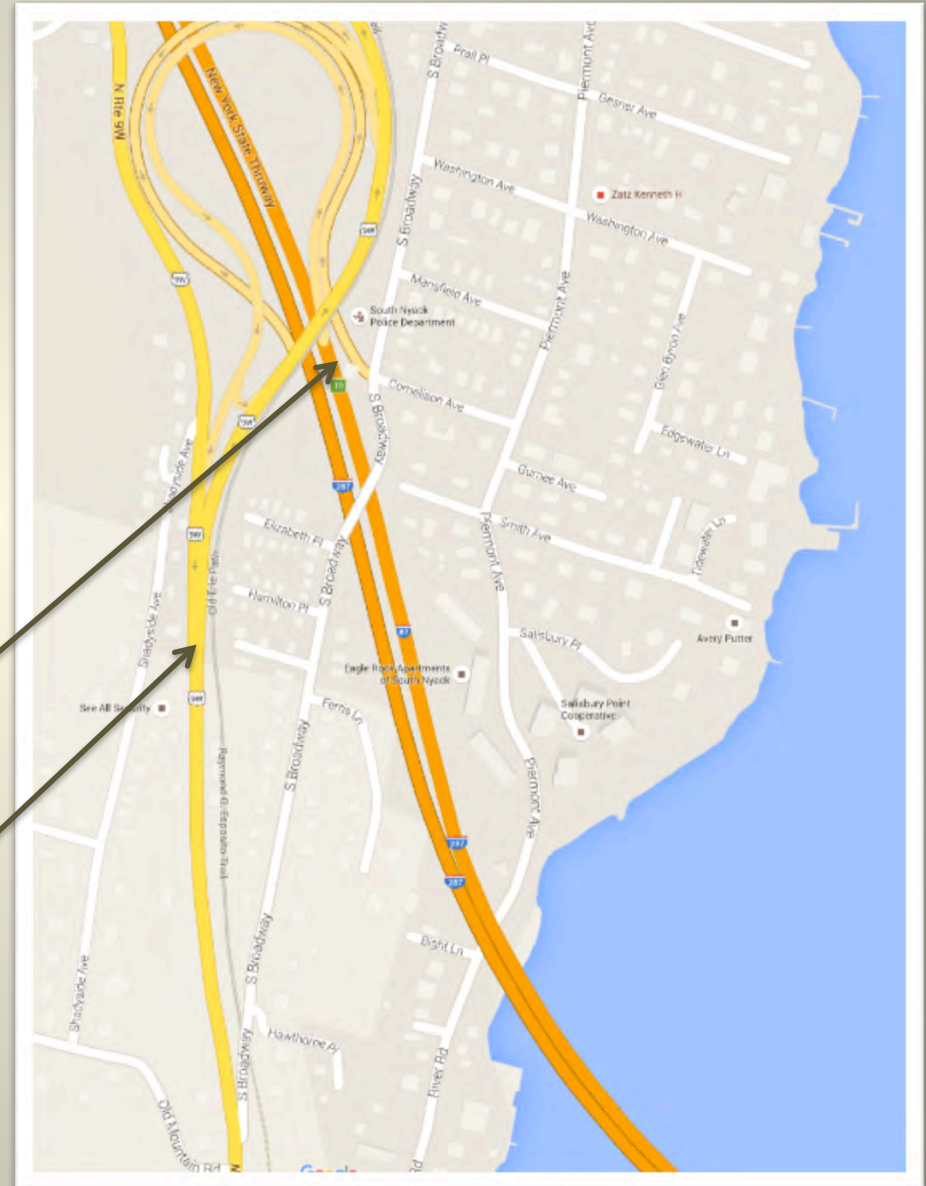 S Broadw
Prall Pl
Piermont Ave
Gesner Ave
N Rte 9W
New York State Thruway
Washington Ave
Zatz Kenneth H
Washington Ave
S Broadway
9W
9W
Mansfield Ave
Piermont Ave
South Nyack
Police Department
Glen Byron Ave
10
Cornelison Ave
S Broadway
9W
Edgewater Ln
Gurnee Ave
287
Smith Ave
Piermont Ave
Tidewater Ln
9W
Elizabeth Pl
S Broadway
Old Erie Path
Hamilton Pl
87
Salisbury Pl
Avery Putter
Shadyside Ave
Eagle Rock Apartments
of South Nyack
See All Security
9W
Ferris Ln
Salisbury Point
Cooperative
S Broadway
Raymond G. Esposito Trail
Piermont Ave
287
287
Bight Ln
S Broadway
Shadyside Ave
Hawthorne Pl
S Broadway
River Rd
Old Mountain Rd
N
Google